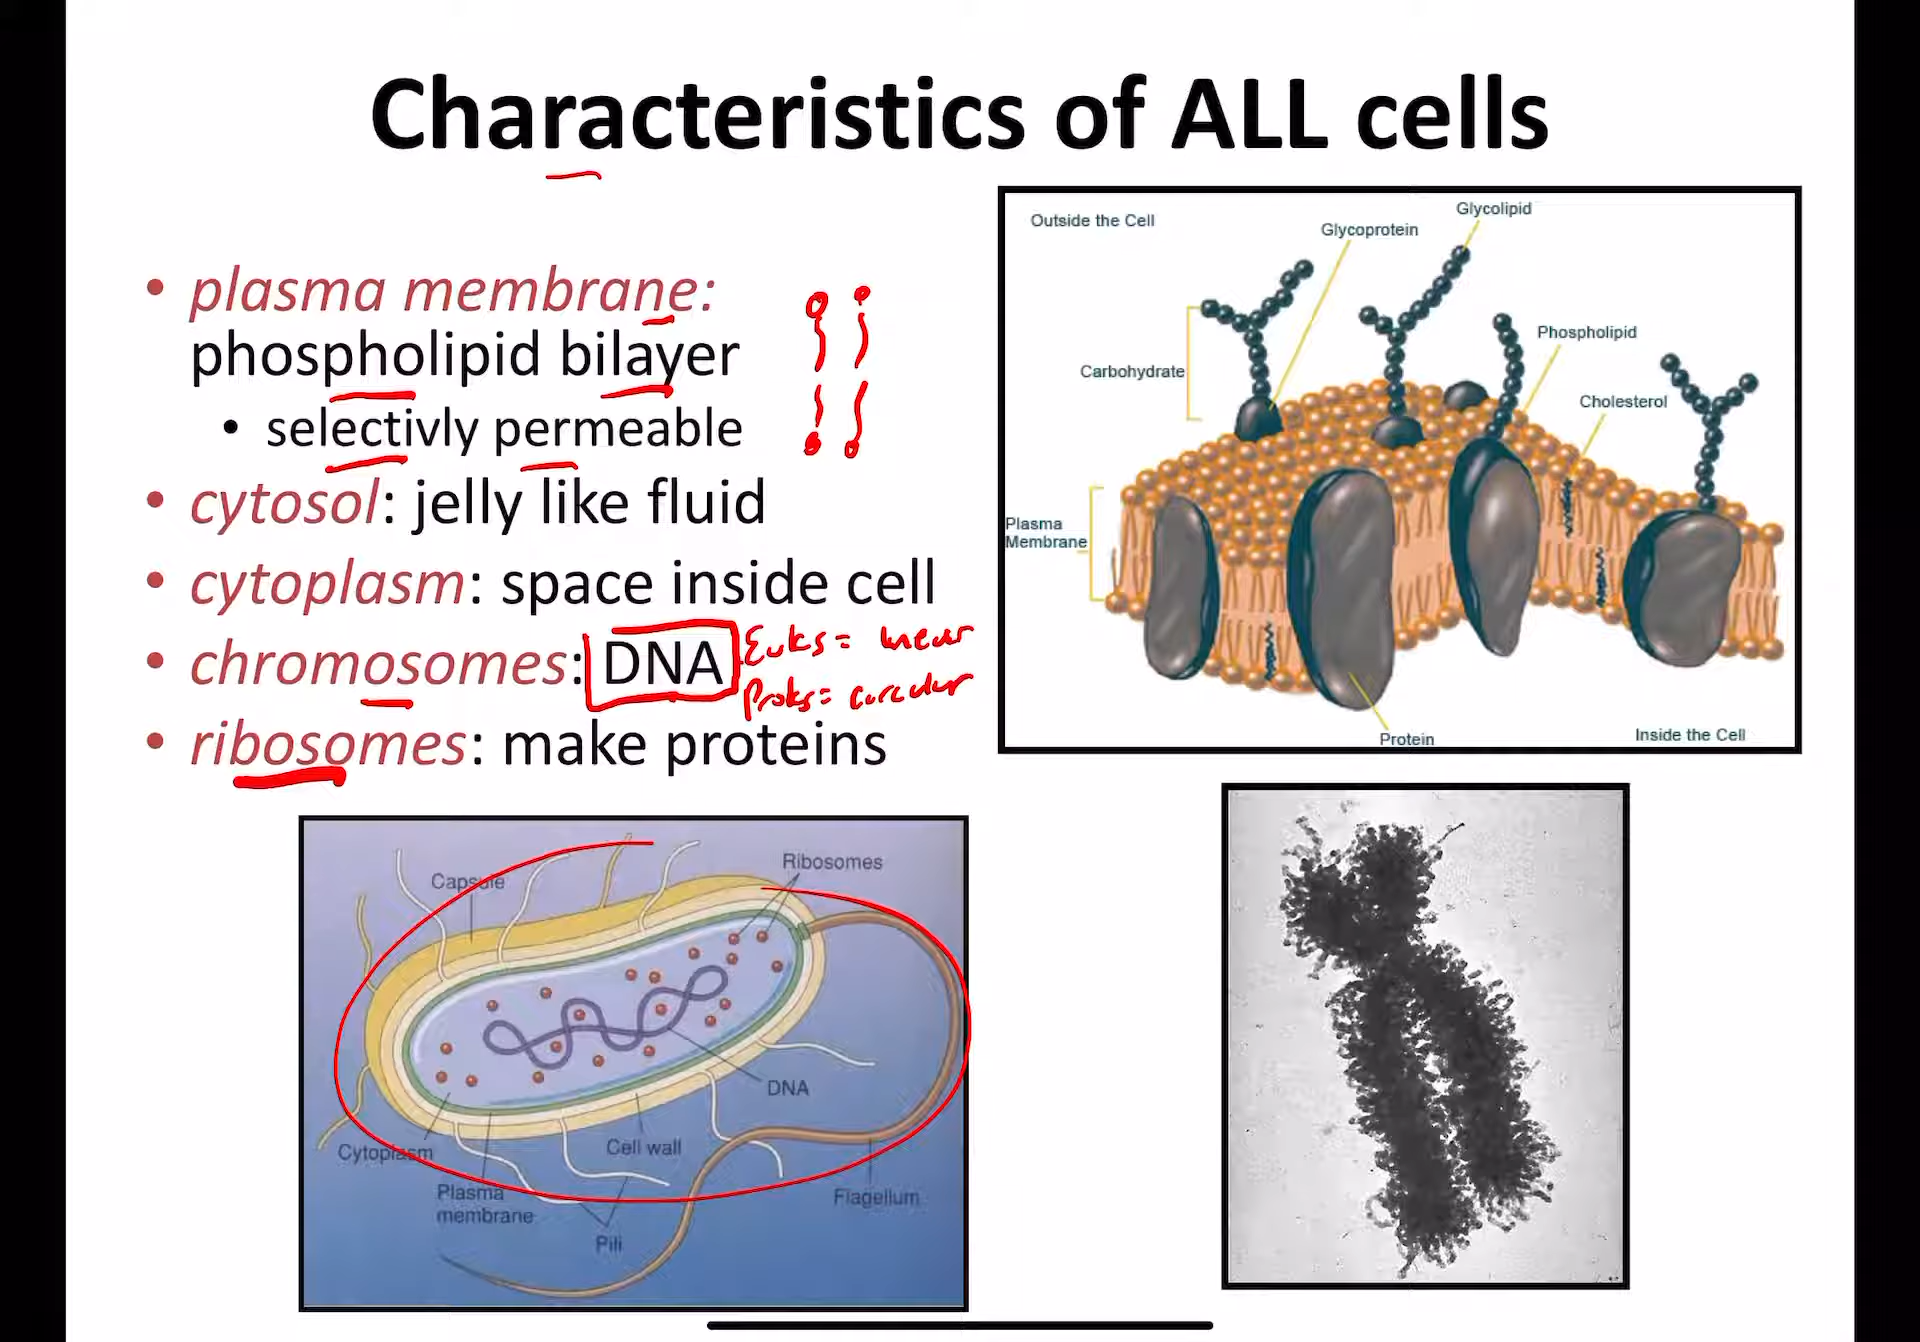 Characteristics of ALL cells
• plasma membrane:
phospholipid bilayer
• selectivly permeable
• cytosol: jelly like fluid
• cytoplasm: space inside cell
• chromosomes: DNA
Euks = linear
Proks = circular
• ribosomes: make proteins
Outside the Cell
Glycoprotein
Glycolipid
Carbohydrate
Phospholipid
Cholesterol
Plasma
Membrane
Protein
Inside the Cell
Capsule
Ribosomes
DNA
Cytoplasm
Cell wall
Plasma
membrane
Pili
Flagellum